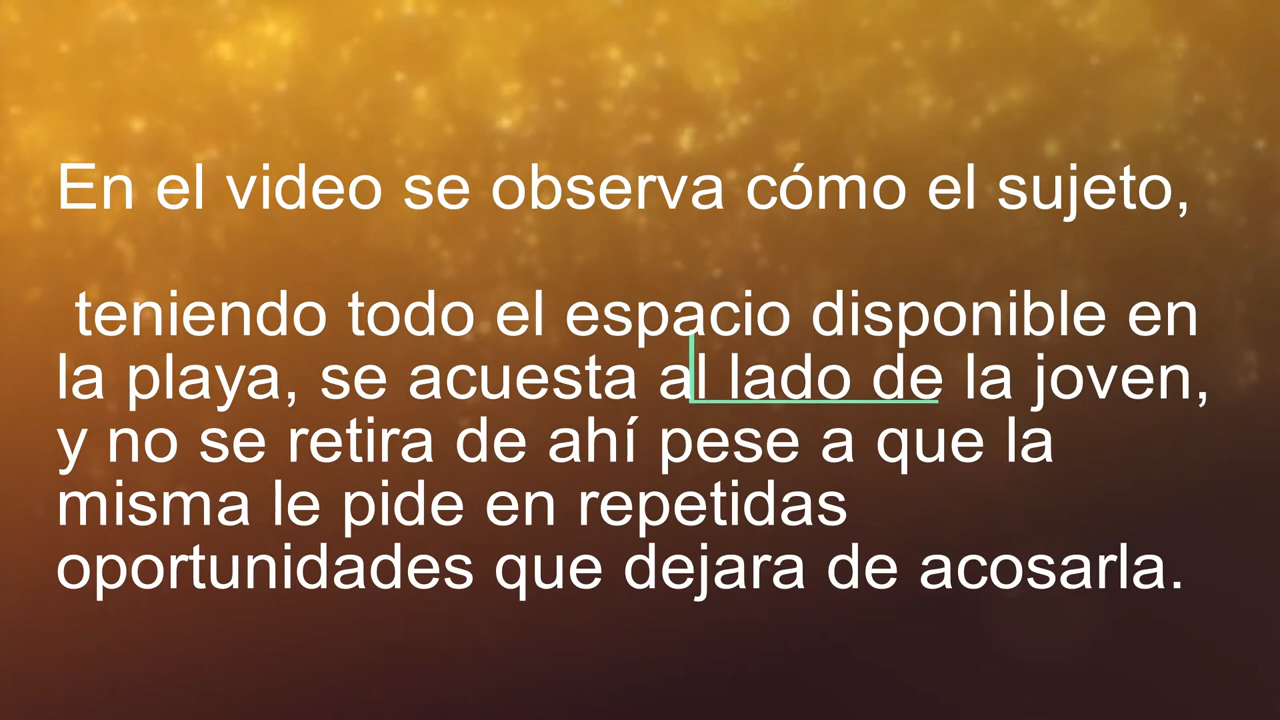 En el video se observa cómo el sujeto,
teniendo todo el espacio disponible en
la playa, se acuesta al lado de la joven,
y no se retira de ahí pese a que la
misma le pide en repetidas
oportunidades que dejara de acosarla.